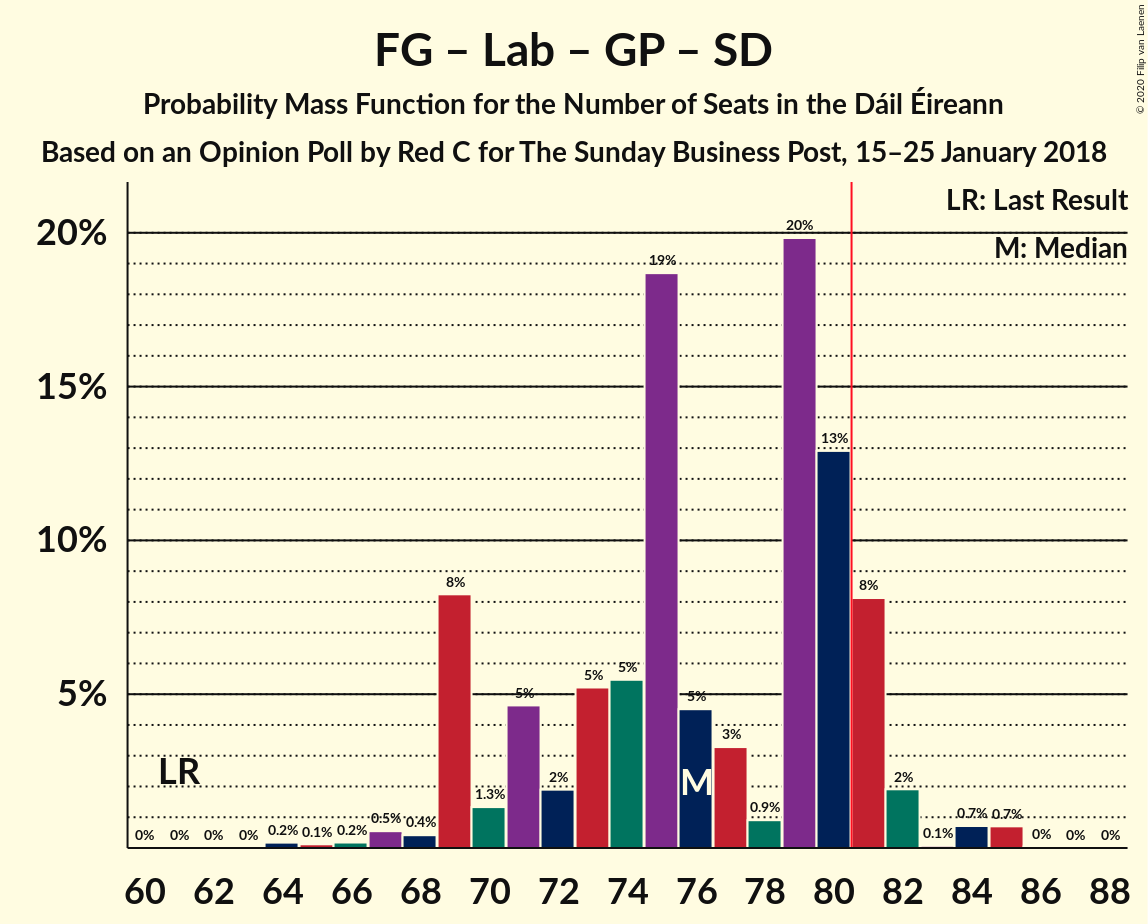 FG – Lab – GP – SD
Probability Mass Function for the Number of Seats in the Dáil Éireann
Based on an Opinion Poll by Red C for The Sunday Business Post, 15–25 January 2018
© 2020 Filip van Laenen
LR: Last Result
M: Median
20%
15%
10%
5%
LR
M
0% 0% 0% 0% 0.2% 0.1% 0.2% 0.5% 0.4% 8% 1.3% 5% 2% 5% 5% 19% 5% 3% 0.9% 20% 13% 8% 2% 0.1% 0.7% 0.7% 0% 0% 0%
60 62 64 66 68 70 72 74 76 78 80 82 84 86 88